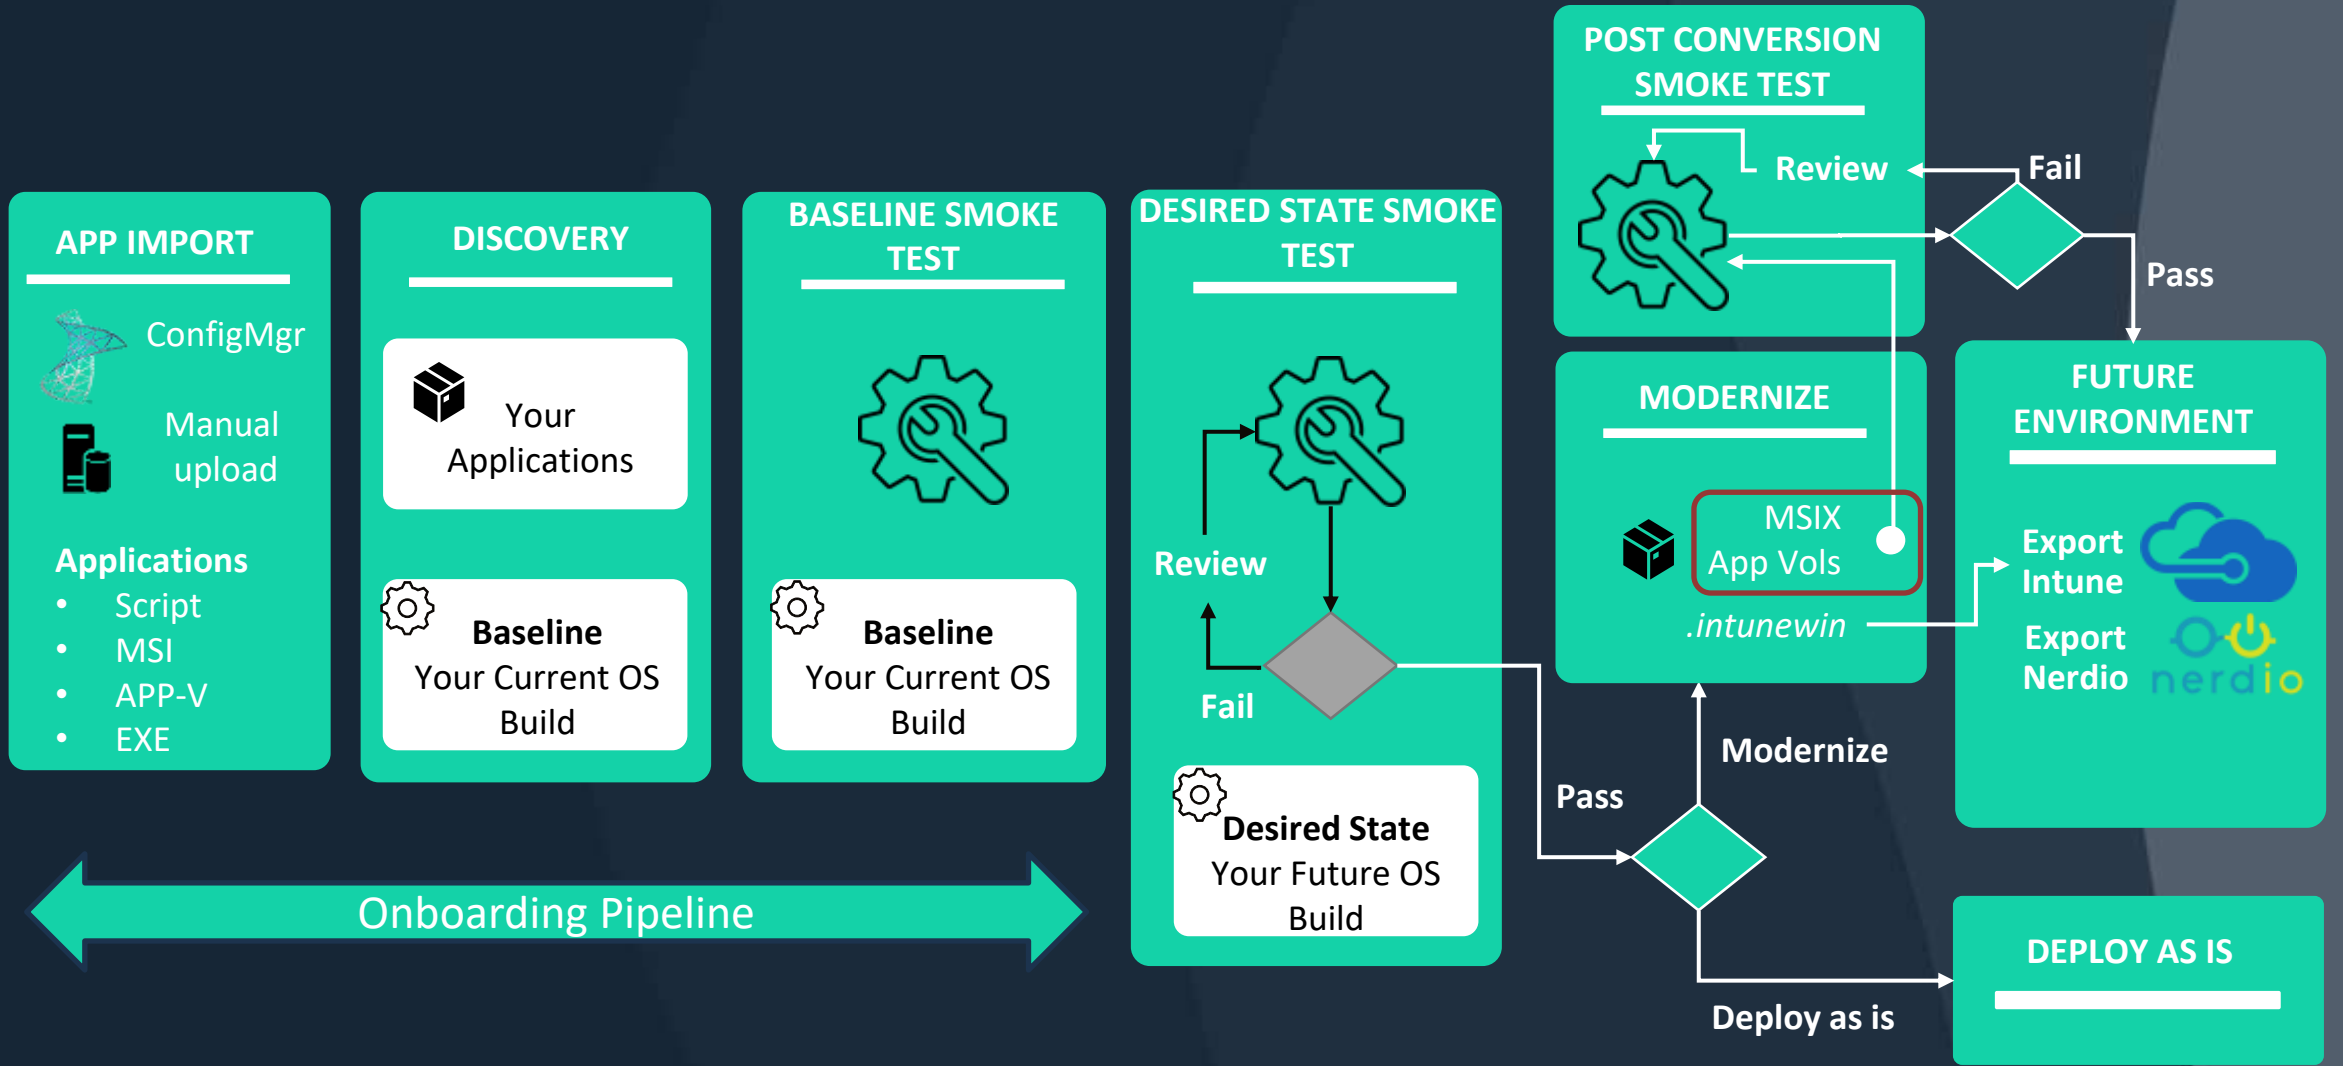 APP IMPORT
ConfigMgr
Manual
upload
Applications
• Script
• MSI
• APP-V
• EXE
DISCOVERY
Your
Applications
Baseline
Your Current OS
Build
BASELINE SMOKE
TEST
Baseline
Your Current OS
Build
Onboarding Pipeline
DESIRED STATE SMOKE
TEST
Review
Fail
Desired State
Your Future OS
Build
Pass
POST CONVERSION
SMOKE TEST
Review
Fail
Pass
MODERNIZE
MSIX
App Vols
.intunewin
Modernize
Deploy as is
FUTURE
ENVIRONMENT
Export
Intune
Export
Nerdio
nerdio
DEPLOY AS IS